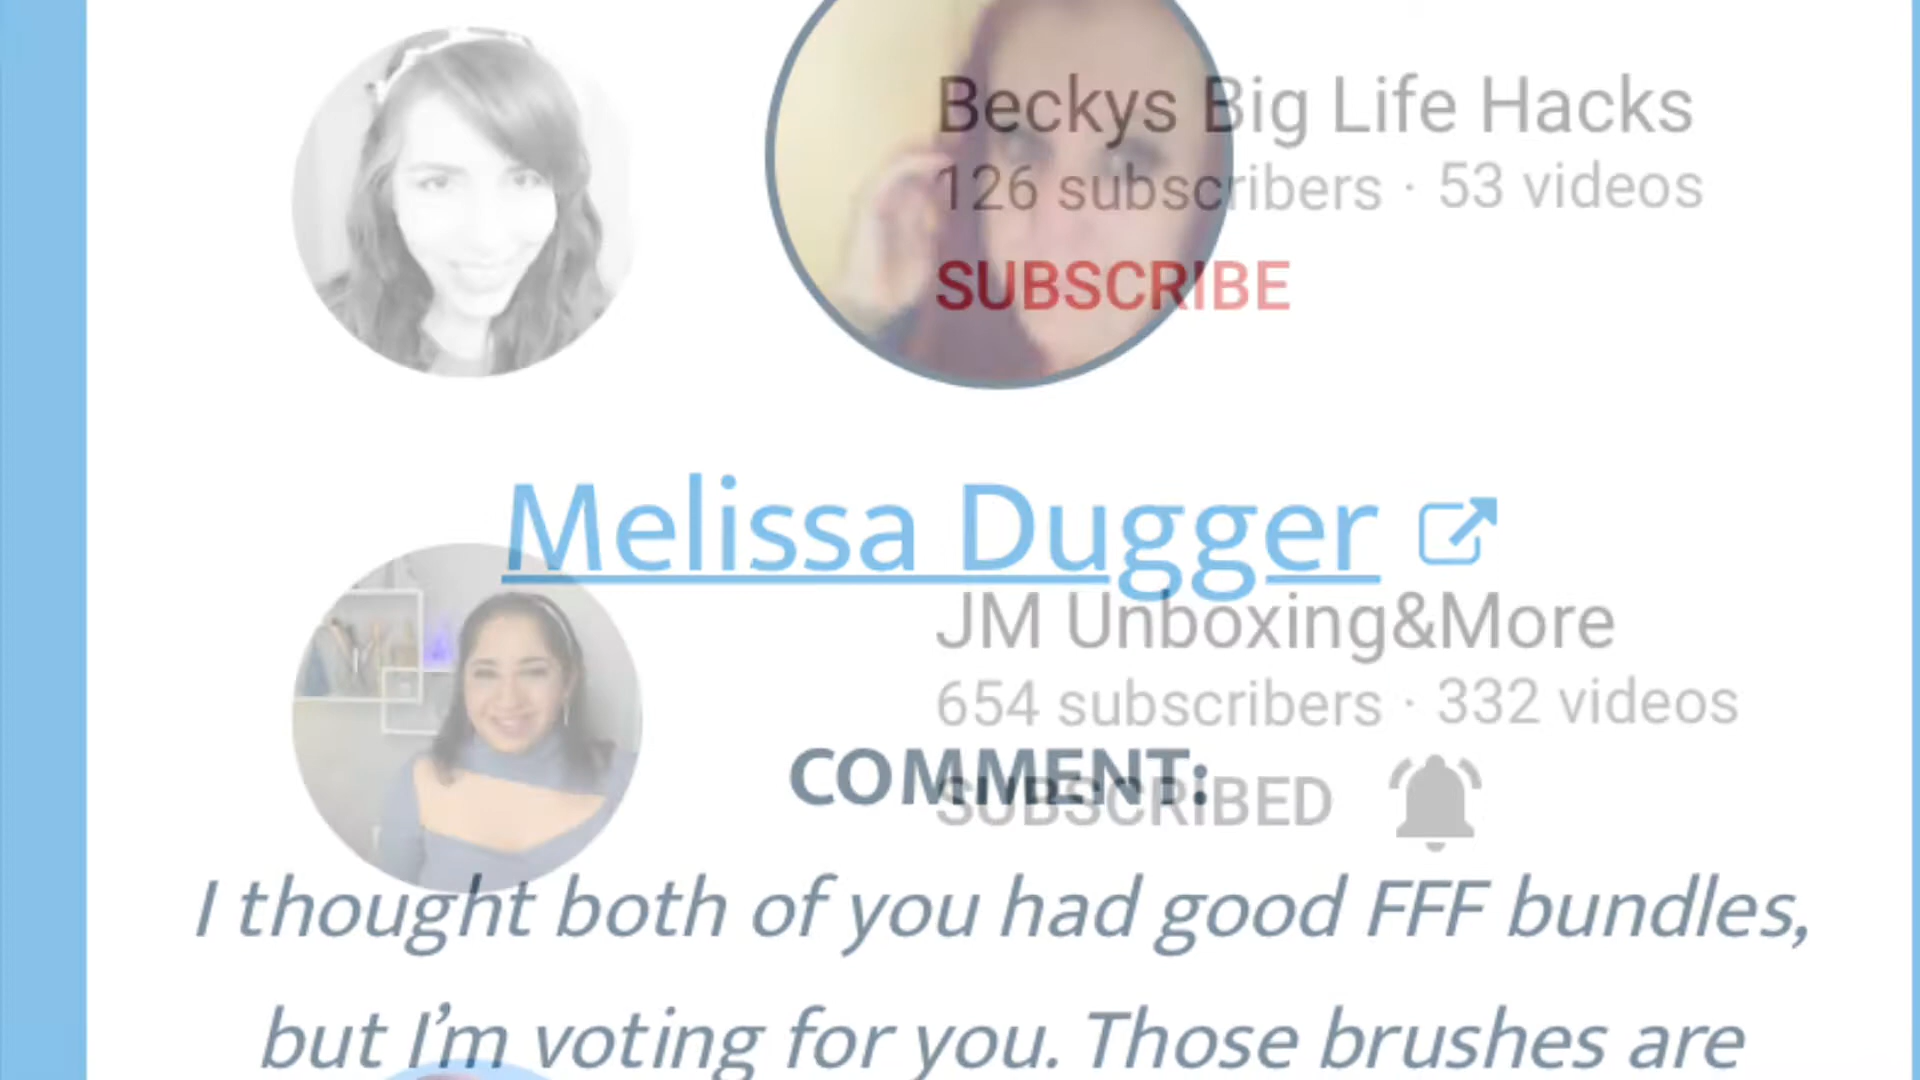 Beckys Big Life Hacks
126 subscribers · 53 videos
SUBSCRIBE
Melissa Dugger
JM Unboxing&More
654 subscribers · 332 videos
COMMENT:
SUBSCRIBED
I thought both of you had good FFF bundles,
but I'm voting for you. Those brushes are